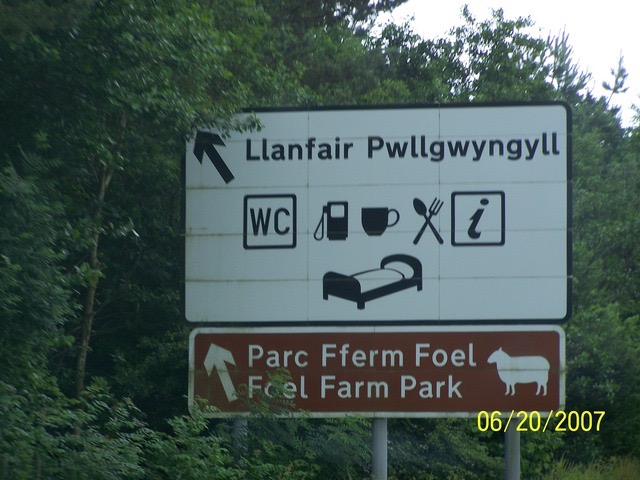 Llanfair Pwllgwyngyll
WC i
Parc Fferm Foel
Foel Farm Park
06/20/2007